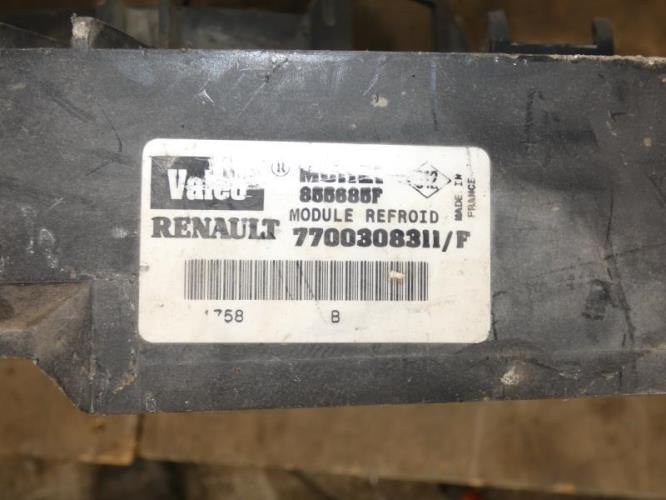 Valeo ®
855685F
MADE IN FRANCE
MODULE REFROID
RENAULT 7700308311/F
1758 B